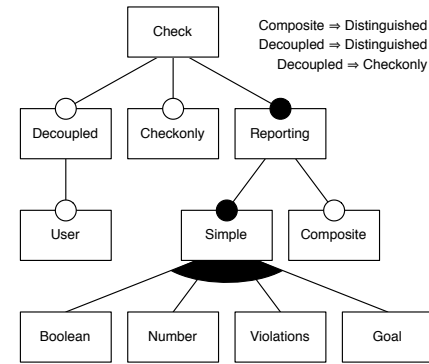 Check
Composite ⇒ Distinguished
Decoupled ⇒ Distinguished
Decoupled ⇒ Checkonly
Decoupled
Checkonly
Reporting
User
Simple
Composite
Boolean
Number
Violations
Goal